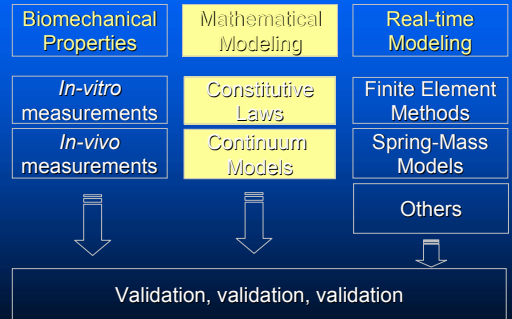 Biomechanical
Properties
Mathematical
Modeling
Real-time
Modeling
In-vitro
measurements
Constitutive
Laws
Finite Element
Methods
In-vivo
measurements
Continuum
Models
Spring-Mass
Models
Others
Validation, validation, validation